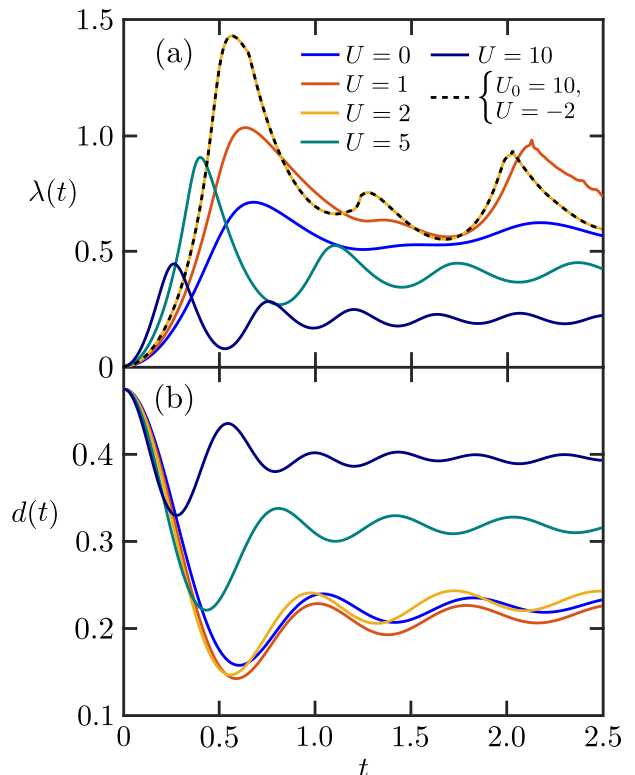 1.5
(a)
U = 0
U = 1
U = 2
U = 5
U = 10
{U₀ = 10,
U = −2
1.0
λ(t)
0.5
0
(b)
0.4
d(t)
0.3
0.2
0.1
0 0.5 1.0 1.5 2.0 2.5
t